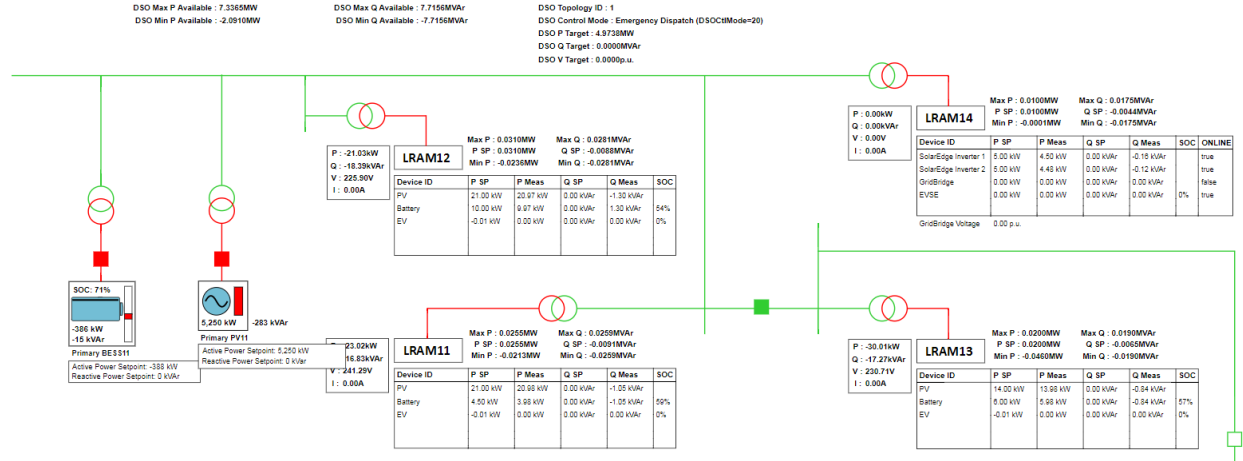 DSO Max P Available : 7.3365MW
DSO Min P Available : -2.0910MW
DSO Max Q Available : 7.7156MVAr
DSO Min Q Available : -7.7156MVAr
DSO Topology ID : 1
DSO Control Mode : Emergency Dispatch (DSOCtlMode=20)
DSO P Target : 4.9738MW
DSO Q Target : 0.0000MVAr
DSO V Target : 0.0000p.u.
P : -21.03kW
Q : -18.39kVAr
V : 225.90V
I : 0.00A
LRAM12
Max P : 0.0310MW Max Q : 0.0281MVAr
P SP : 0.0310MW Q SP : -0.0088MVAr
Min P : -0.0236MW Min Q : -0.0281MVAr
Device ID P SP P Meas Q SP Q Meas SOC
PV 21.00 kW 20.97 kW 0.00 kVAr -1.30 kVAr
Battery 10.00 kW 9.97 kW 0.00 kVAr 1.30 kVAr 54%
EV -0.01 kW 0.00 kW 0.00 kVAr 0.00 kVAr 0%
P : 0.00kW
Q : 0.00kVAr
V : 0.00V
I : 0.00A
LRAM14
Max P : 0.0100MW Max Q : 0.0175MVAr
P SP : 0.0100MW Q SP : -0.0044MVAr
Min P : -0.0001MW Min Q : -0.0175MVAr
Device ID P SP P Meas Q SP Q Meas SOC ONLINE
SolarEdge Inverter 1 5.00 kW 4.50 kW 0.00 kVAr -0.16 kVAr true
SolarEdge Inverter 2 5.00 kW 4.48 kW 0.00 kVAr -0.12 kVAr true
GridBridge 0.00 kW 0.00 kW 0.00 kVAr 0.00 kVAr false
EVSE 0.00 kW 0.00 kW 0.00 kVAr 0.00 kVAr 0% true
GridBridge Voltage 0.00 p.u.
SOC: 71%
-386 kW
-15 kVAr
Primary BESS11
Active Power Setpoint: -388 kW
Reactive Power Setpoint: 0 kVAr
5,250 kW
-283 kVAr
Primary PV11
Active Power Setpoint: 5,250 kW
Reactive Power Setpoint: 0 kVar
23.02kW
16.83kVAr
V : 241.29V
I : 0.00A
LRAM11
Max P : 0.0255MW Max Q : 0.0259MVAr
P SP : 0.0255MW Q SP : -0.0091MVAr
Min P : -0.0213MW Min Q : -0.0259MVAr
Device ID P SP P Meas Q SP Q Meas SOC
PV 21.00 kW 20.98 kW 0.00 kVAr -1.05 kVAr
Battery 4.50 kW 3.98 kW 0.00 kVAr -1.05 kVAr 59%
EV -0.01 kW 0.00 kW 0.00 kVAr 0.00 kVAr 0%
P : -30.01kW
Q : -17.27kVAr
V : 230.71V
I : 0.00A
LRAM13
Max P : 0.0200MW Max Q : 0.0190MVAr
P SP : 0.0200MW Q SP : -0.0065MVAr
Min P : -0.0460MW Min Q : -0.0190MVAr
Device ID P SP P Meas Q SP Q Meas SOC
PV 14.00 kW 13.98 kW 0.00 kVAr -0.84 kVAr
Battery 6.00 kW 5.98 kW 0.00 kVAr -0.84 kVAr 57%
EV -0.01 kW 0.00 kW 0.00 kVAr 0.00 kVAr 0%